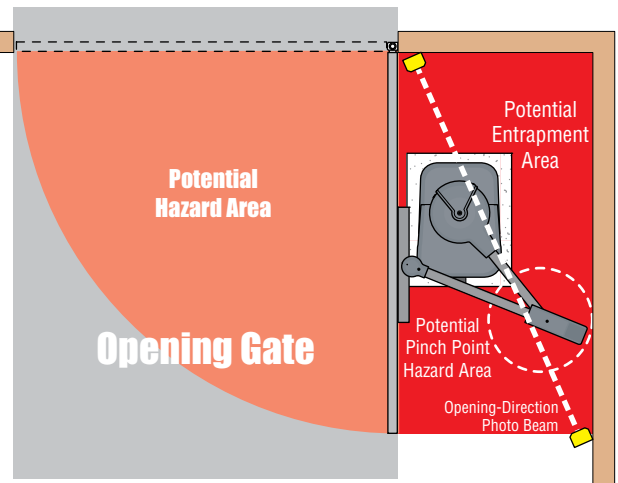 Potential
Entrapment
Area
Potential
Hazard Area
Opening Gate
Potential
Pinch Point
Hazard Area
Opening-Direction
Photo Beam